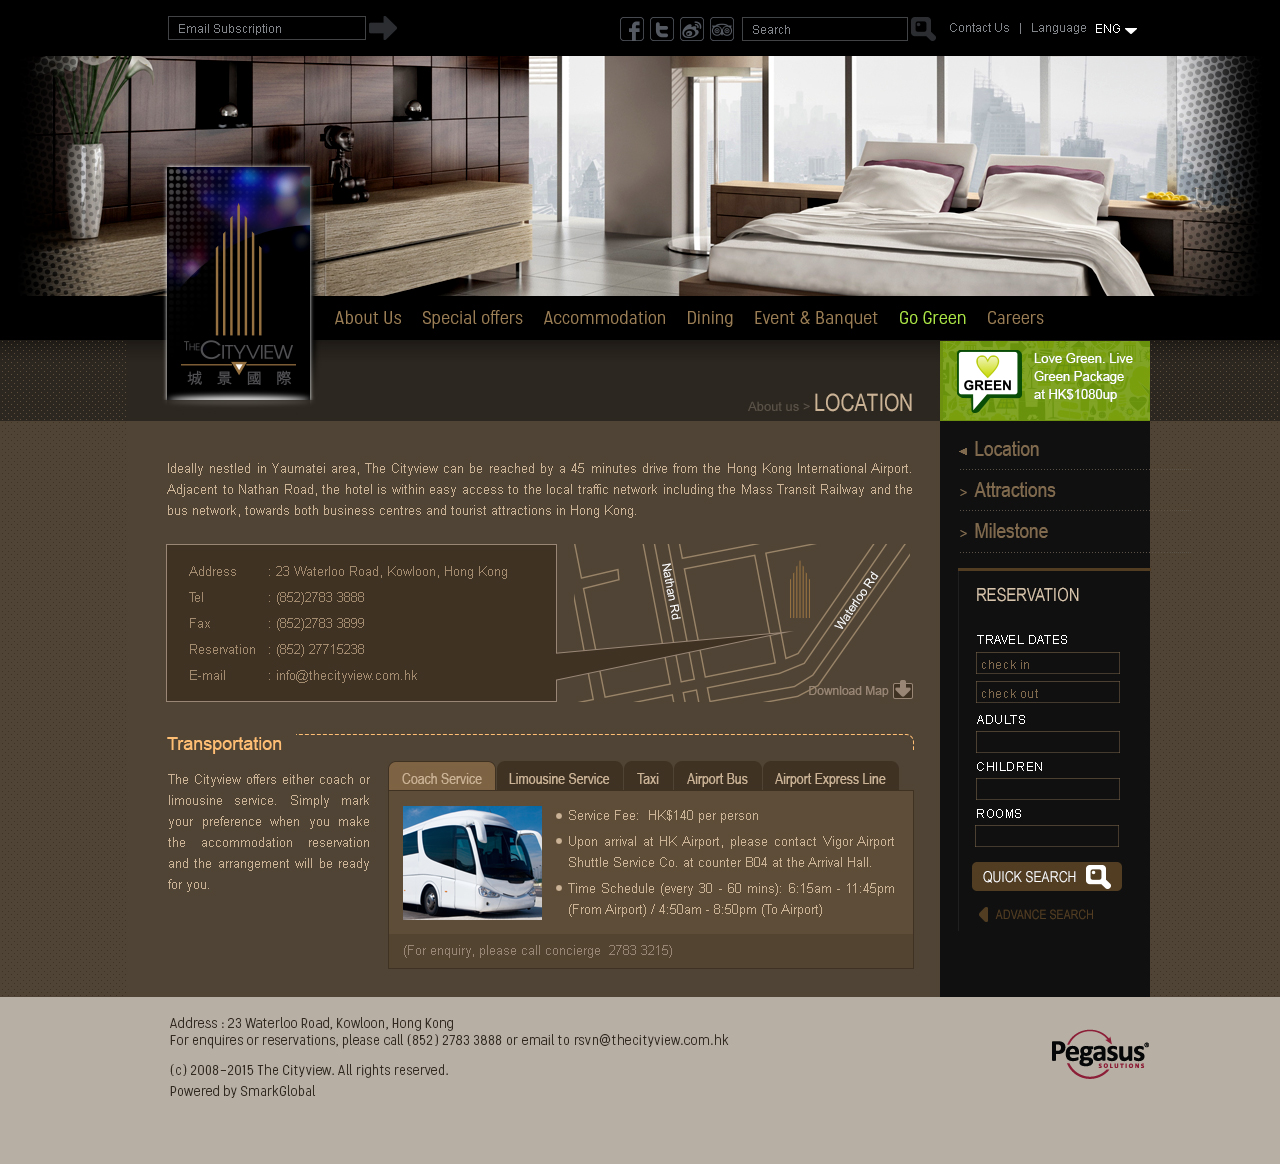 Email Subscription
Search
Contact Us | Language ENG
THE CITYVIEW
城景國際
About Us Special offers Accommodation Dining Event & Banquet Go Green Careers
About us > LOCATION
GREEN
Love Green. Live
Green Package
at HK$1080up
Ideally nestled in Yaumatei area, The Cityview can be reached by a 45 minutes drive from the Hong Kong International Airport.
Adjacent to Nathan Road, the hotel is within easy access to the local traffic network including the Mass Transit Railway and the
bus network, towards both business centres and tourist attractions in Hong Kong.
Location
> Attractions
> Milestone
Address : 23 Waterloo Road, Kowloon, Hong Kong
Tel : (852)2783 3888
Fax : (852)2783 3899
Reservation : (852) 27715238
E-mail : info@thecityview.com.hk
Nathan Rd
Waterloo Rd
Download Map
RESERVATION
TRAVEL DATES
check in
check out
ADULTS
CHILDREN
ROOMS
QUICK SEARCH
ADVANCE SEARCH
Transportation
The Cityview offers either coach or
limousine service. Simply mark
your preference when you make
the accommodation reservation
and the arrangement will be ready
for you.
Coach Service Limousine Service Taxi Airport Bus Airport Express Line
Service Fee: HK$140 per person
Upon arrival at HK Airport, please contact Vigor Airport
Shuttle Service Co. at counter B04 at the Arrival Hall.
Time Schedule (every 30 - 60 mins): 6:15am - 11:45pm
(From Airport) / 4:50am - 8:50pm (To Airport)
(For enquiry, please call concierge 2783 3215)
Address : 23 Waterloo Road, Kowloon, Hong Kong
For enquires or reservations, please call (852) 2783 3888 or email to rsvn@thecityview.com.hk
(c) 2008-2015 The Cityview. All rights reserved.
Powered by SmarkGlobal
Pegasus®
SOLUTIONS